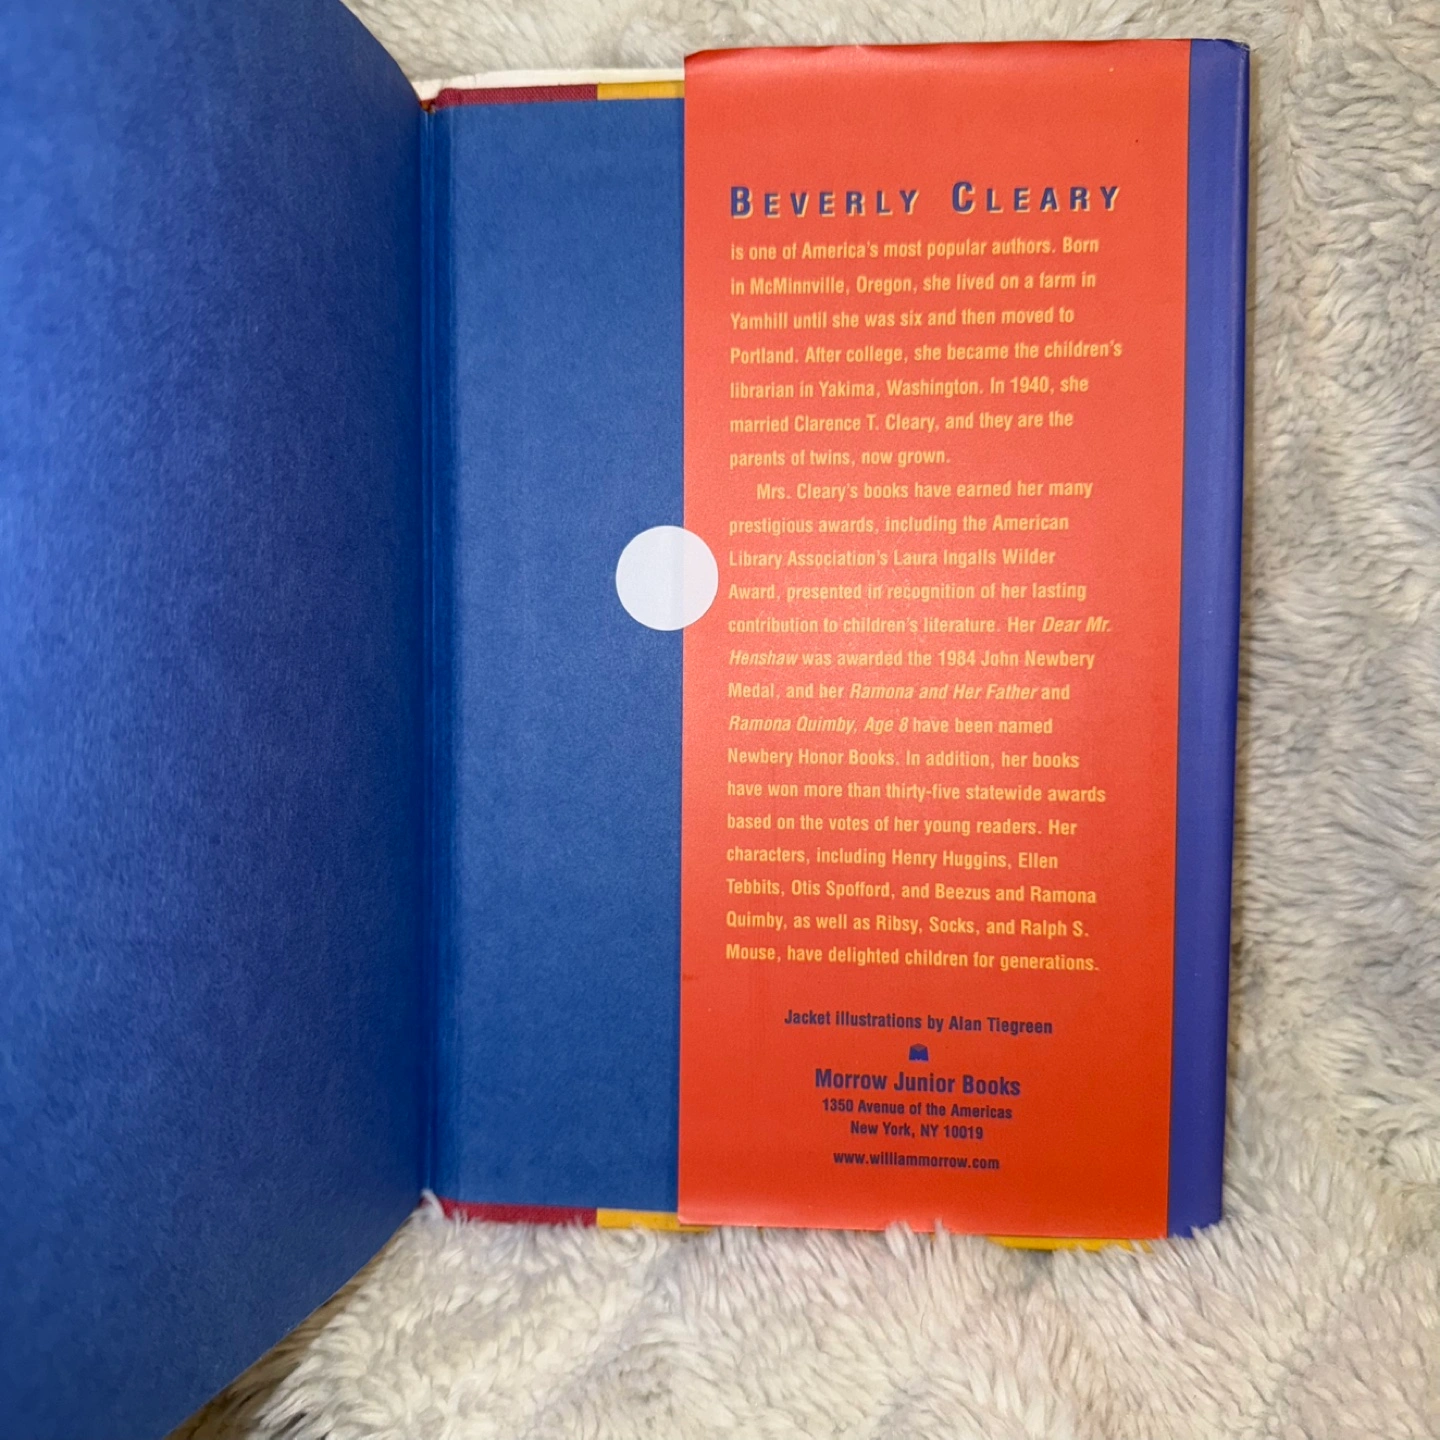 BEVERLY CLEARY
is one of America's most popular authors. Born
in McMinnville, Oregon, she lived on a farm in
Yamhill until she was six and then moved to
Portland. After college, she became the children's
librarian in Yakima, Washington. In 1940, she
married Clarence T. Cleary, and they are the
parents of twins, now grown.
Mrs. Cleary's books have earned her many
prestigious awards, including the American
Library Association's Laura Ingalls Wilder
Award, presented in recognition of her lasting
contribution to children's literature. Her Dear Mr.
Henshaw was awarded the 1984 John Newbery
Medal, and her Ramona and Her Father and
Ramona Quimby, Age 8 have been named
Newbery Honor Books. In addition, her books
have won more than thirty-five statewide awards
based on the votes of her young readers. Her
characters, including Henry Huggins, Ellen
Tebbits, Otis Spofford, and Beezus and Ramona
Quimby, as well as Ribsy, Socks, and Ralph S.
Mouse, have delighted children for generations.
Jacket illustrations by Alan Tiegreen
Morrow Junior Books
1350 Avenue of the Americas
New York, NY 10019
www.williammorrow.com